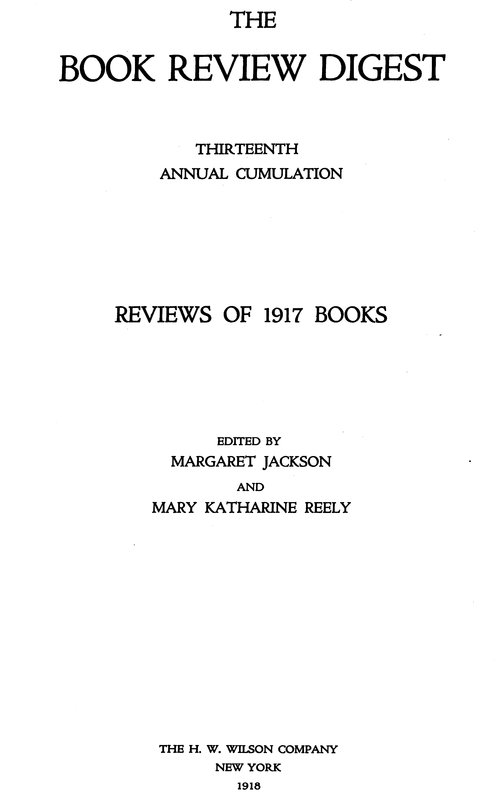 THE
BOOK REVIEW DIGEST
THIRTEENTH
ANNUAL CUMULATION
REVIEWS OF 1917 BOOKS
EDITED BY
MARGARET JACKSON
AND
MARY KATHARINE REELY
THE H. W. WILSON COMPANY
NEW YORK
1918